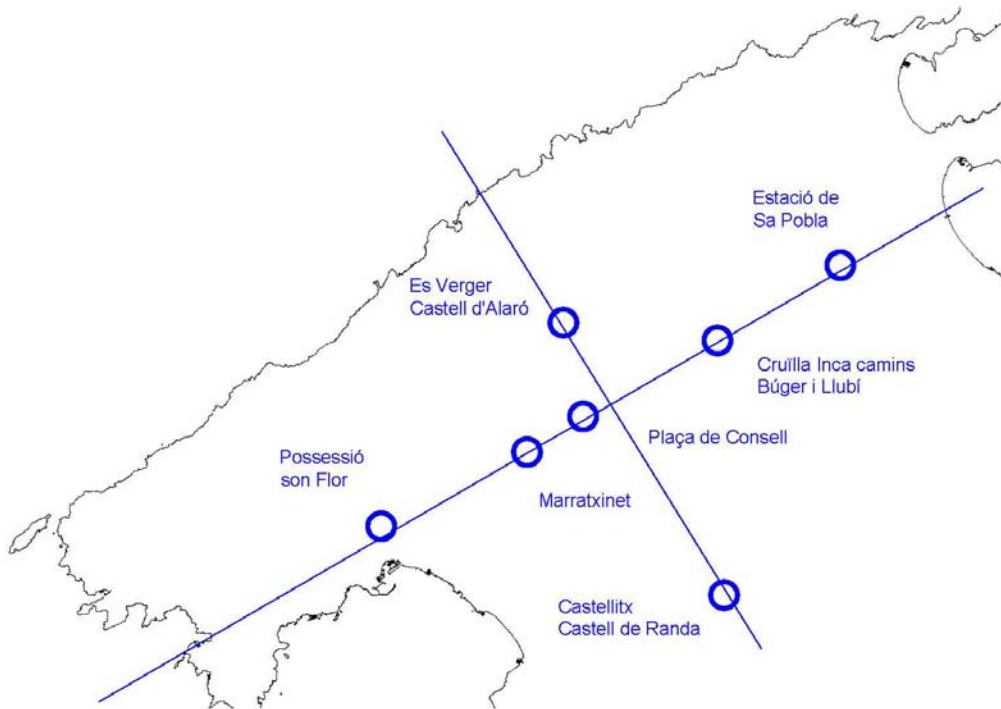 Estació de
Sa Pobla
Es Verger
Castell d'Alaró
Cruïlla Inca camins
Búger i Llubí
Plaça de Consell
Possessió
son Flor
Marratxinet
Castellitx
Castell de Randa